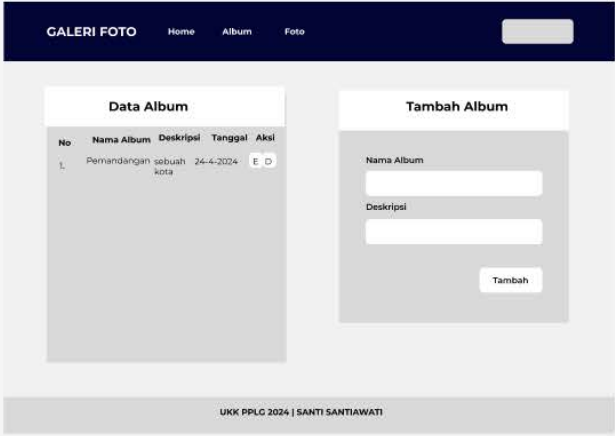 GALERI FOTO Home Album Foto
Data Album
No Nama Album Deskripsi Tanggal Aksi
1. Pemandangan sebuah kota 24-4-2024 E D
Tambah Album
Nama Album
Deskripsi
Tambah
UKK PPLG 2024 | SANTI SANTIAWATI